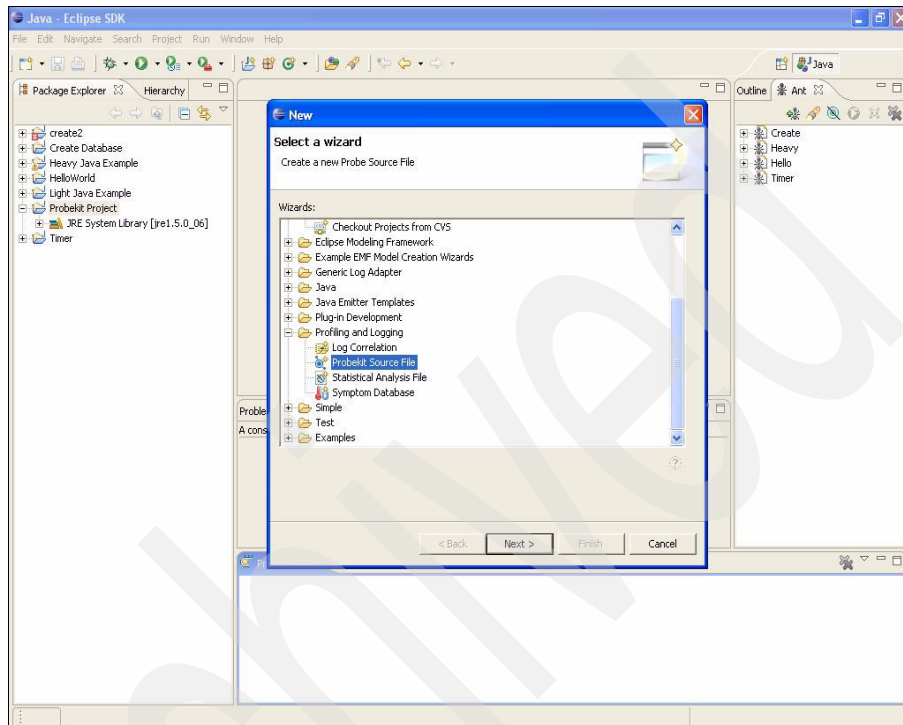 Java - Eclipse SDK
File Edit Navigate Search Project Run Window Help
Java
Package Explorer Hierarchy
create2
Create Database
Heavy Java Example
HelloWorld
Light Java Example
Probekit Project
JRE System Library [jre1.5.0_06]
Timer
New
Select a wizard
Create a new Probe Source File
Wizards:
Checkout Projects from CVS
Eclipse Modeling Framework
Example EMF Model Creation Wizards
Generic Log Adapter
Java
Java Emitter Templates
Plug-in Development
Profiling and Logging
Log Correlation
Probekit Source File
Statistical Analysis File
Symptom Database
Simple
Test
Examples
< Back Next > Finish Cancel
Proble
A cons
Outline Ant
Create
Heavy
Hello
Timer